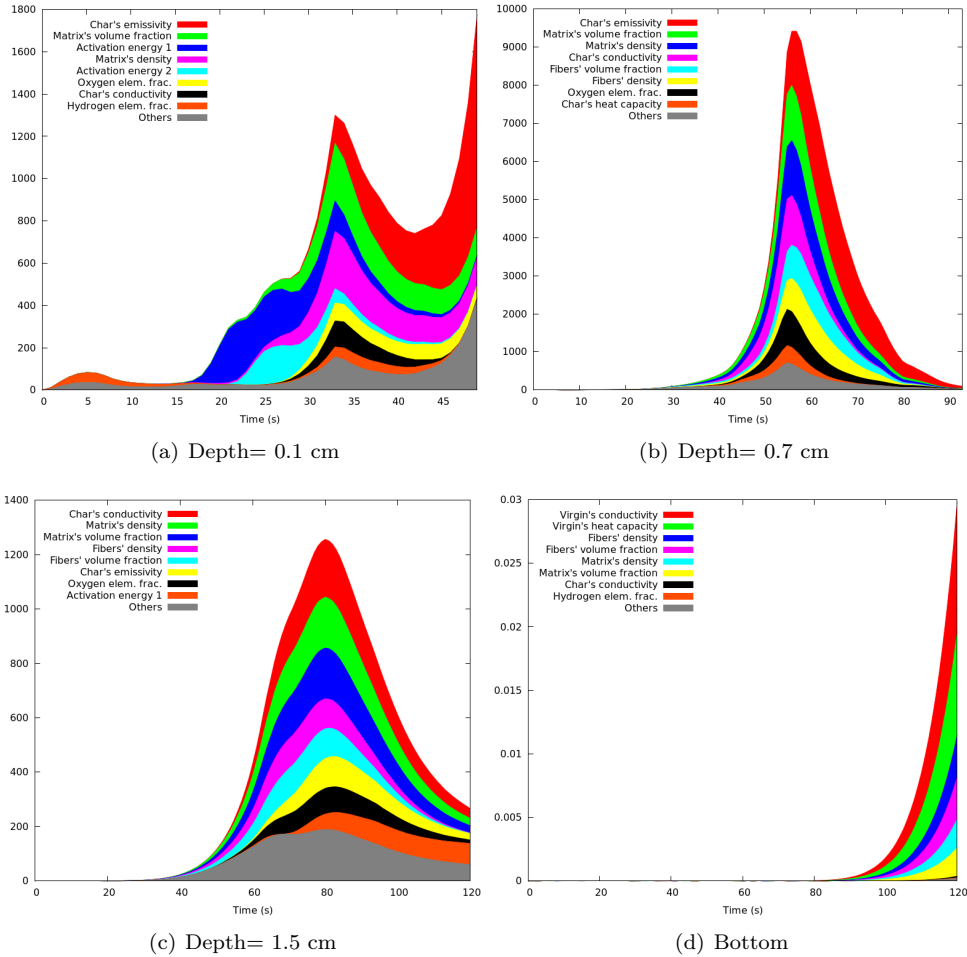 Char's emissivity
Matrix's volume fraction
Activation energy 1
Matrix's density
Activation energy 2
Oxygen elem. frac.
Char's conductivity
Hydrogen elem. frac.
Others
1800
1600
1400
1200
1000
800
600
400
200
0
0 5 10 15 20 25 30 35 40 45
Time (s)
(a) Depth= 0.1 cm
Char's emissivity
Matrix's volume fraction
Matrix's density
Char's conductivity
Fibers' volume fraction
Fibers' density
Oxygen elem. frac.
Char's heat capacity
Others
10000
9000
8000
7000
6000
5000
4000
3000
2000
1000
0
0 10 20 30 40 50 60 70 80 90
Time (s)
(b) Depth= 0.7 cm
Char's conductivity
Matrix's density
Matrix's volume fraction
Fibers' density
Fibers' volume fraction
Char's emissivity
Oxygen elem. frac.
Activation energy 1
Others
1400
1200
1000
800
600
400
200
0
0 20 40 60 80 100 120
Time (s)
(c) Depth= 1.5 cm
Virgin's conductivity
Virgin's heat capacity
Fibers' density
Fibers' volume fraction
Matrix's density
Matrix's volume fraction
Char's conductivity
Hydrogen elem. frac.
Others
0.03
0.025
0.02
0.015
0.01
0.005
0
0 20 40 60 80 100 120
Time (s)
(d) Bottom